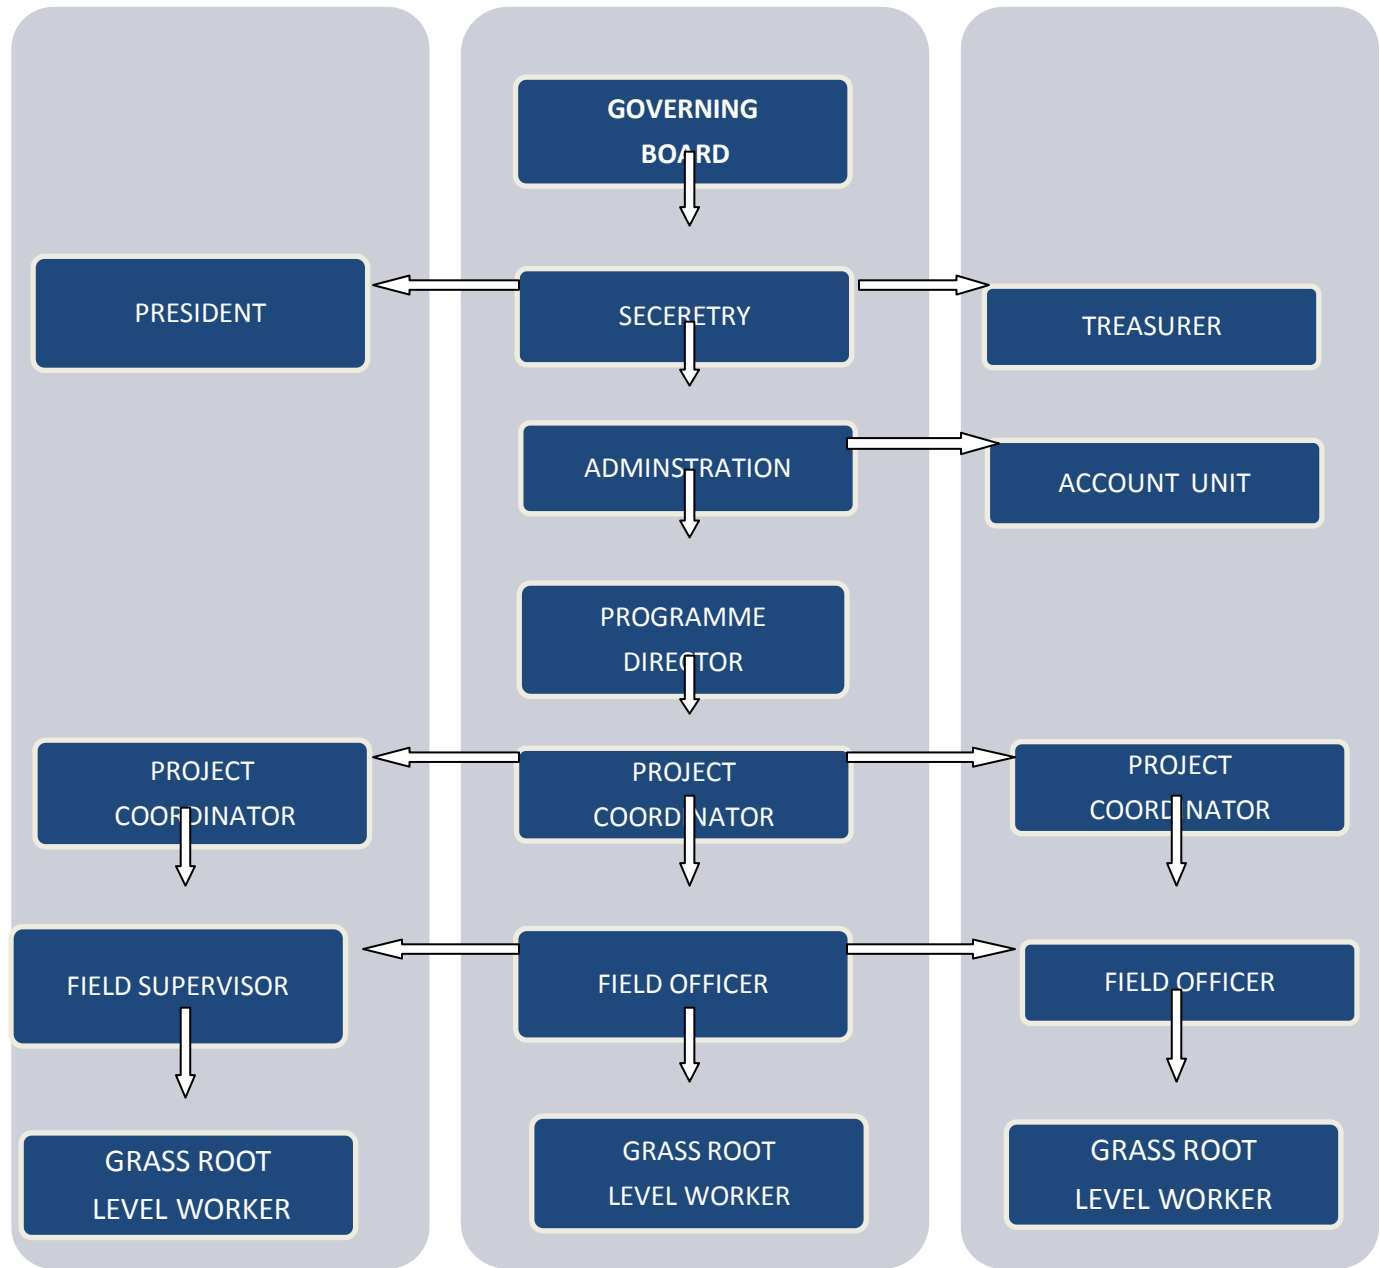 GOVERNING
BOARD
PRESIDENT
SECERETRY
TREASURER
ADMINSTRATION
ACCOUNT UNIT
PROGRAMME
DIRECTOR
PROJECT
COORDINATOR
PROJECT
COORDINATOR
PROJECT
COORDINATOR
FIELD SUPERVISOR
FIELD OFFICER
FIELD OFFICER
GRASS ROOT
LEVEL WORKER
GRASS ROOT
LEVEL WORKER
GRASS ROOT
LEVEL WORKER